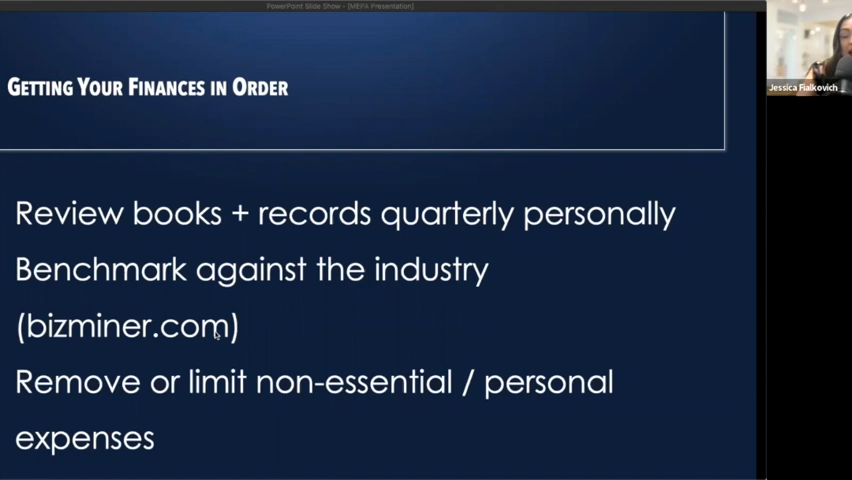 PowerPoint Slide Show - [MEFA Presentation]
GETTING YOUR FINANCES IN ORDER
Jessica Fialkovich
Review books + records quarterly personally
Benchmark against the industry
(bizminer.com)
Remove or limit non-essential / personal
expenses